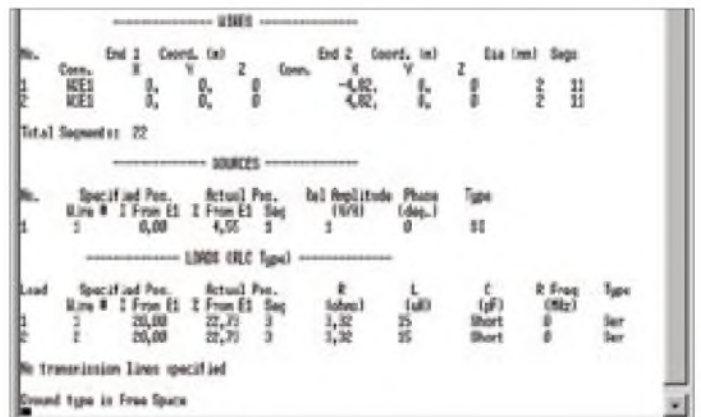 --------------- WIRES ---------------
No. End 1 Coord. (m) End 2 Coord. (m) Dia (mm) Segs
Conn. X Y Z Conn. X Y Z
1 W2E1 0, 0, 0 -4,82, 0, 0 2 11
2 W1E1 0, 0, 0 4,82, 0, 0 2 11
Total Segments: 22
--------------- SOURCES ---------------
No. Specified Pos. Actual Pos. Rel Amplitude Phase Type
Wire # % From E1 % From E1 Seg (V/A) (deg.)
1 1 0,00 4,55 1 1 0 SI
--------------- LOADS (RLC Type) ---------------
Load Specified Pos. Actual Pos. R L C R Freq Type
Wire # % From E1 % From E1 Seg (ohms) (uH) (pF) (MHz)
1 1 20,00 22,73 3 3,32 15 Short 0 Ser
2 2 20,00 22,73 3 3,32 15 Short 0 Ser
No transmission lines specified
Ground type is Free Space